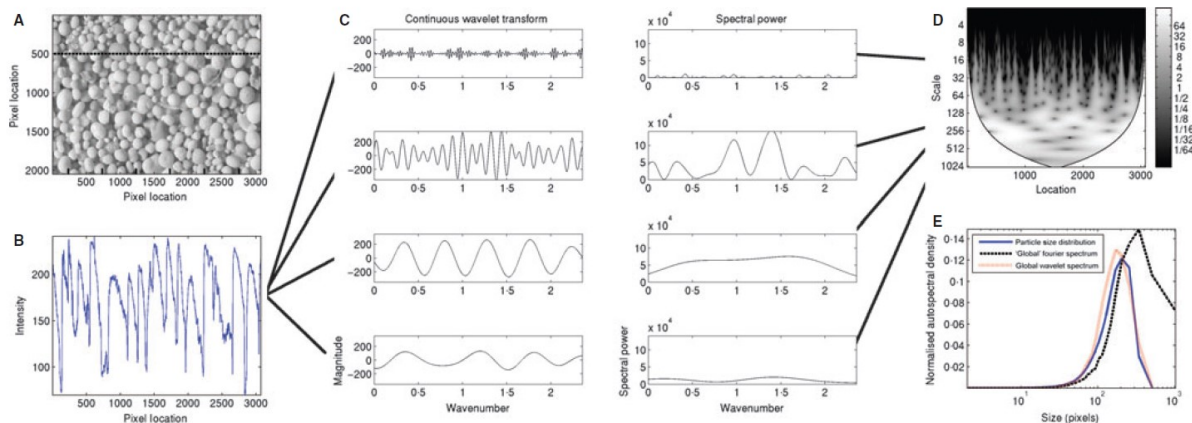 A
Pixel location
500
1000
1500
2000
500 1000 1500 2000 2500 3000
Pixel location
B
Intensity
200
150
100
500 1000 1500 2000 2500 3000
Pixel location
C
Continuous wavelet transform
200
0
−200
0 0·5 1 1·5 2
200
0
−200
0 0·5 1 1·5 2
200
0
−200
0 0·5 1 1·5 2
Magnitude
200
0
−200
0 0·5 1 1·5 2
Wavenumber
Spectral power
x 10⁴
10
5
0
0 0·5 1 1·5 2
x 10⁴
10
5
0
0 0·5 1 1·5 2
x 10⁴
10
5
0
0 0·5 1 1·5 2
Spectral power
x 10⁴
10
5
0
0 0·5 1 1·5 2
Wavenumber
D
Scale
4
8
16
32
64
128
256
512
1024
1000 2000 3000
Location
64
32
16
8
4
2
1
1/2
1/4
1/8
1/16
1/32
1/64
E
Normalised autospectral density
0·14
0·12
0·10
0·08
0·06
0·04
0·02
Particle size distribution
'Global' fourier spectrum
Global wavelet spectrum
10¹ 10² 10³
Size (pixels)